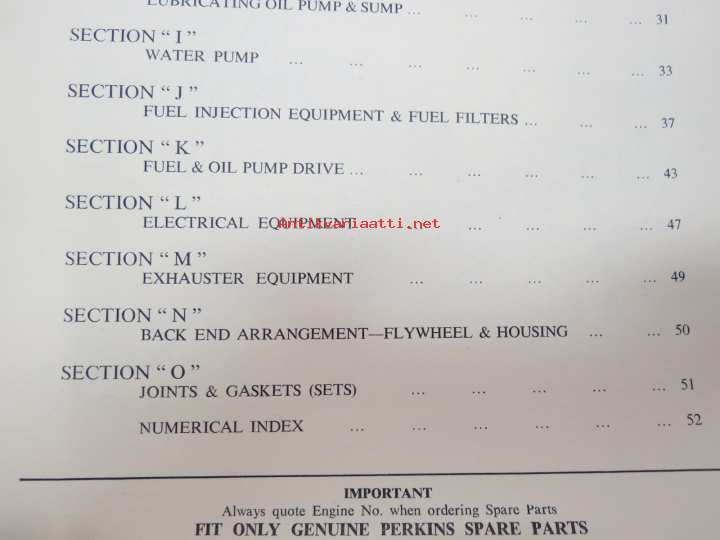 LUBRICATING OIL PUMP & SUMP ... ... ... ... ... 31
SECTION “ I ”
WATER PUMP ... ... ... ... ... ... ... 33
SECTION “ J ”
FUEL INJECTION EQUIPMENT & FUEL FILTERS ... ... ... 37
SECTION “ K ”
FUEL & OIL PUMP DRIVE ... ... ... ... ... ... 43
SECTION “ L ”
ELECTRICAL EQUIPMENT ... ... ... ... ... 47
Antikvariaatti.net
SECTION “ M ”
EXHAUSTER EQUIPMENT ... ... ... ... ... 49
SECTION “ N ”
BACK END ARRANGEMENT—FLYWHEEL & HOUSING ... ... 50
SECTION “ O ”
JOINTS & GASKETS (SETS) ... ... ... ... ... 51
NUMERICAL INDEX ... ... ... ... ... ... 52
IMPORTANT
Always quote Engine No. when ordering Spare Parts
FIT ONLY GENUINE PERKINS SPARE PARTS